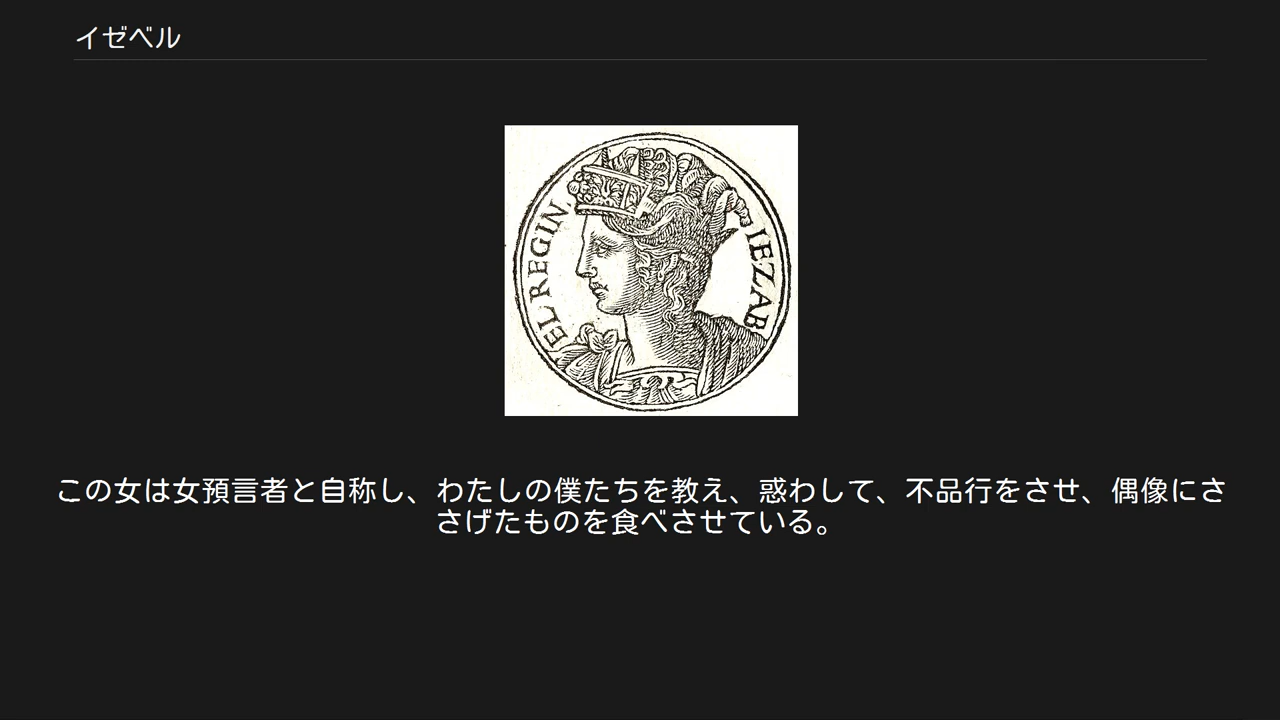 イゼベル
EL REGIN
IEZAB
この女は女預言者と自称し、わたしの僕たちを教え、惑わして、不品行をさせ、偶像にさ
さげたものを食べさせている。